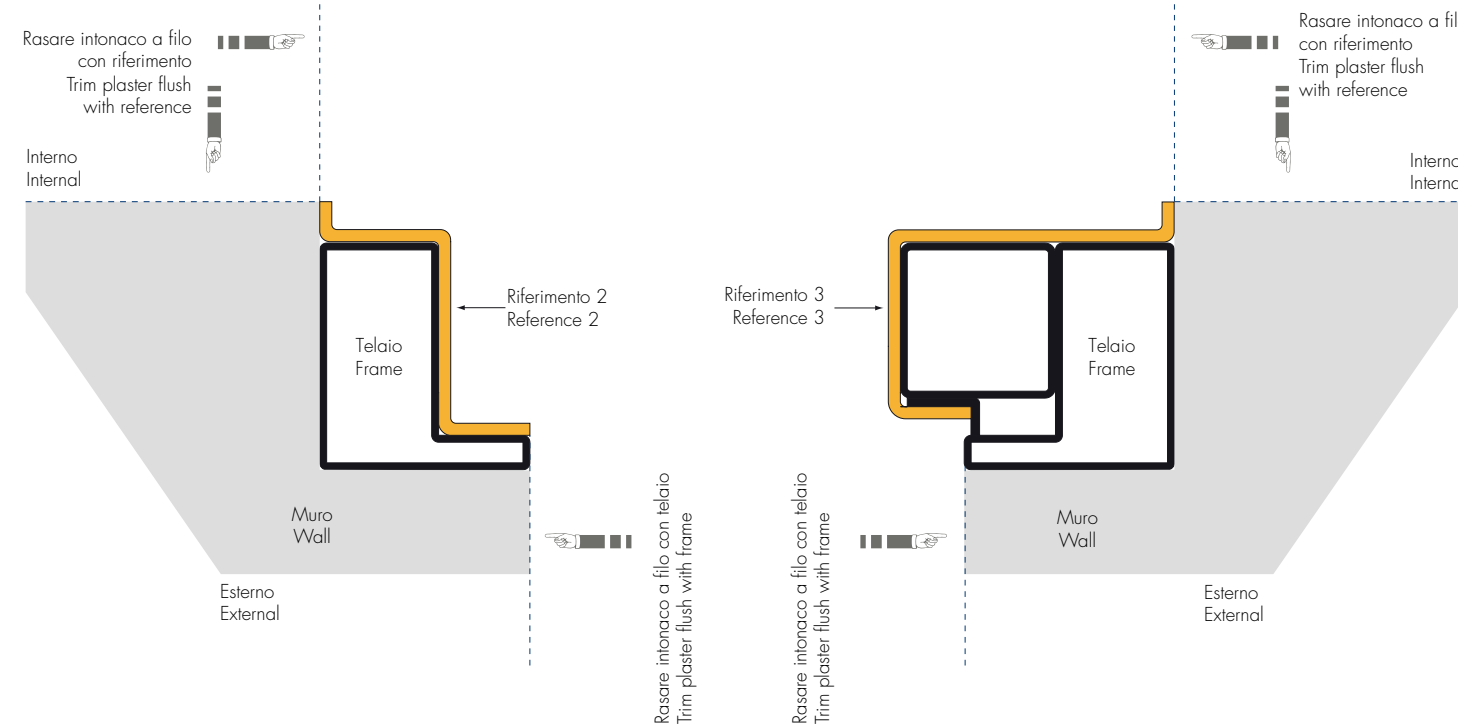 Rasare intonaco a filo
con riferimento
Trim plaster flush
with reference
Interno
Internal
Riferimento 2
Reference 2
Telaio
Frame
Muro
Wall
Esterno
External
Rasare intonaco a filo con telaio
Trim plaster flush with frame
Rasare intonaco a fil
con riferimento
Trim plaster flush
with reference
Interno
Interna
Riferimento 3
Reference 3
Telaio
Frame
Muro
Wall
Esterno
External
Rasare intonaco a filo con telaio
Trim plaster flush with frame